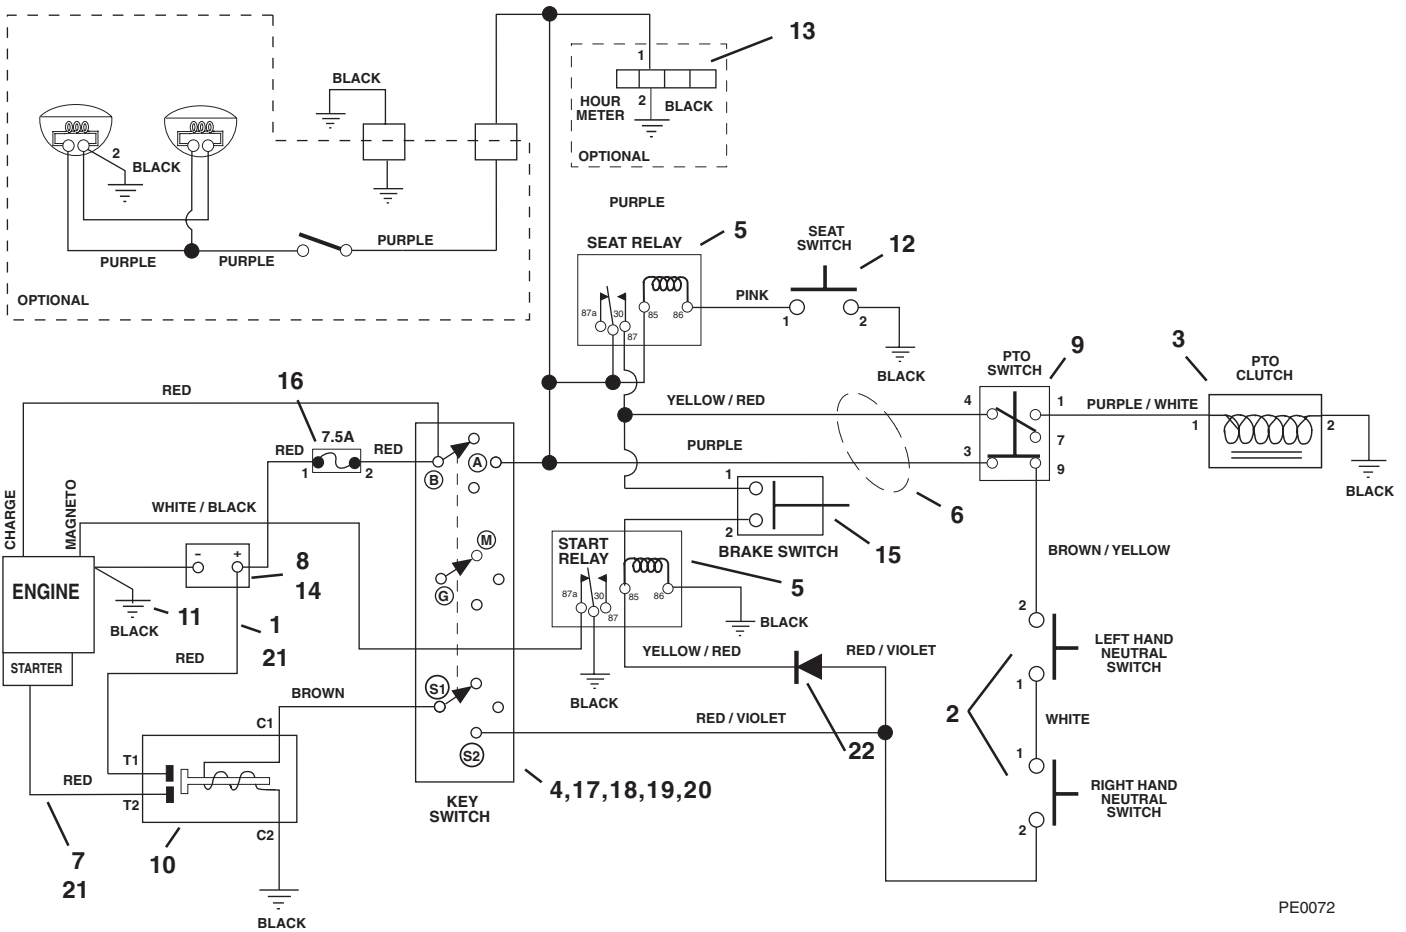 13
1
BLACK
HOUR
METER
2
BLACK
OPTIONAL
2
BLACK
PURPLE
PURPLE
PURPLE
OPTIONAL
PURPLE
SEAT RELAY
5
SEAT
SWITCH
12
87a
30
87
85
86
PINK
1
2
BLACK
PTO
SWITCH
9
3
PTO
CLUTCH
RED
16
7.5A
RED
1
2
RED
YELLOW / RED
4
1
PURPLE / WHITE
1
2
7
PURPLE
3
9
BLACK
B
A
CHARGE
MAGNETO
WHITE / BLACK
1
2
BRAKE SWITCH
15
6
M
G
START
RELAY
87a
30
87
85
86
5
BLACK
BROWN / YELLOW
-
+
8
14
ENGINE
11
BLACK
1
21
STARTER
RED
YELLOW / RED
RED / VIOLET
BLACK
2
LEFT HAND
NEUTRAL
SWITCH
1
BROWN
S1
C1
RED / VIOLET
2
WHITE
22
S2
T1
RED
T2
C2
4,17,18,19,20
KEY
SWITCH
1
RIGHT HAND
NEUTRAL
SWITCH
2
7
21
10
BLACK
PE0072